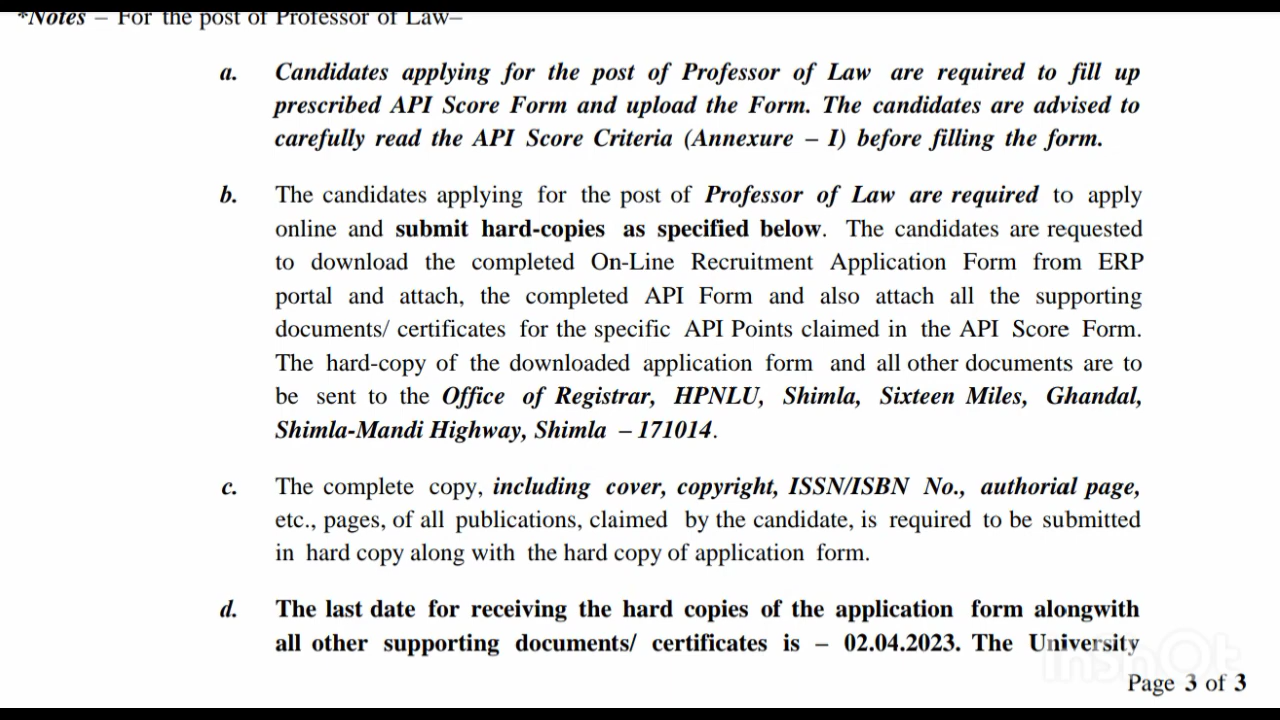 *Notes – For the post of Professor of Law–
a. Candidates applying for the post of Professor of Law are required to fill up
prescribed API Score Form and upload the Form. The candidates are advised to
carefully read the API Score Criteria (Annexure – I) before filling the form.
b. The candidates applying for the post of Professor of Law are required to apply
online and submit hard-copies as specified below. The candidates are requested
to download the completed On-Line Recruitment Application Form from ERP
portal and attach, the completed API Form and also attach all the supporting
documents/ certificates for the specific API Points claimed in the API Score Form.
The hard-copy of the downloaded application form and all other documents are to
be sent to the Office of Registrar, HPNLU, Shimla, Sixteen Miles, Ghandal,
Shimla-Mandi Highway, Shimla – 171014.
c. The complete copy, including cover, copyright, ISSN/ISBN No., authorial page,
etc., pages, of all publications, claimed by the candidate, is required to be submitted
in hard copy along with the hard copy of application form.
d. The last date for receiving the hard copies of the application form alongwith
all other supporting documents/ certificates is – 02.04.2023. The University
inShOt
Page 3 of 3